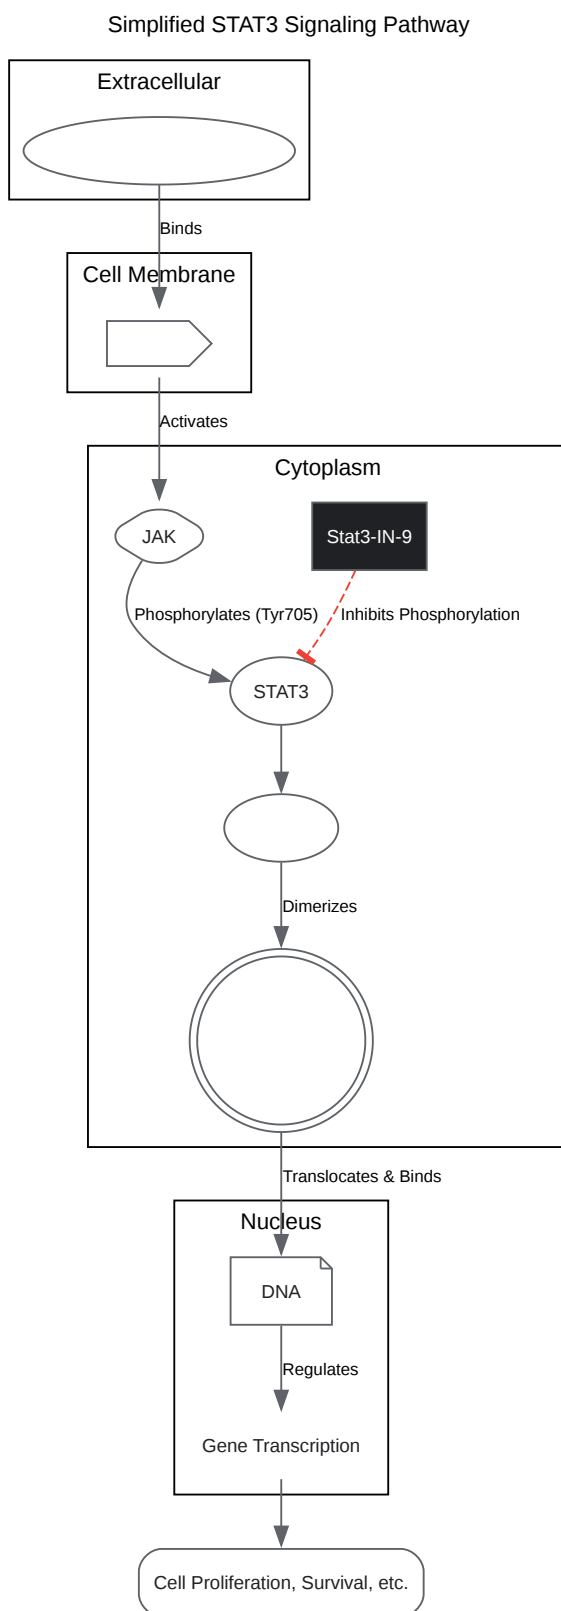 Simplified STAT3 Signaling Pathway
Extracellular
Binds
Cell Membrane
Activates
Cytoplasm
JAK
Stat3-IN-9
Phosphorylates (Tyr705)
Inhibits Phosphorylation
STAT3
Dimerizes
Translocates & Binds
Nucleus
DNA
Regulates
Gene Transcription
Cell Proliferation, Survival, etc.